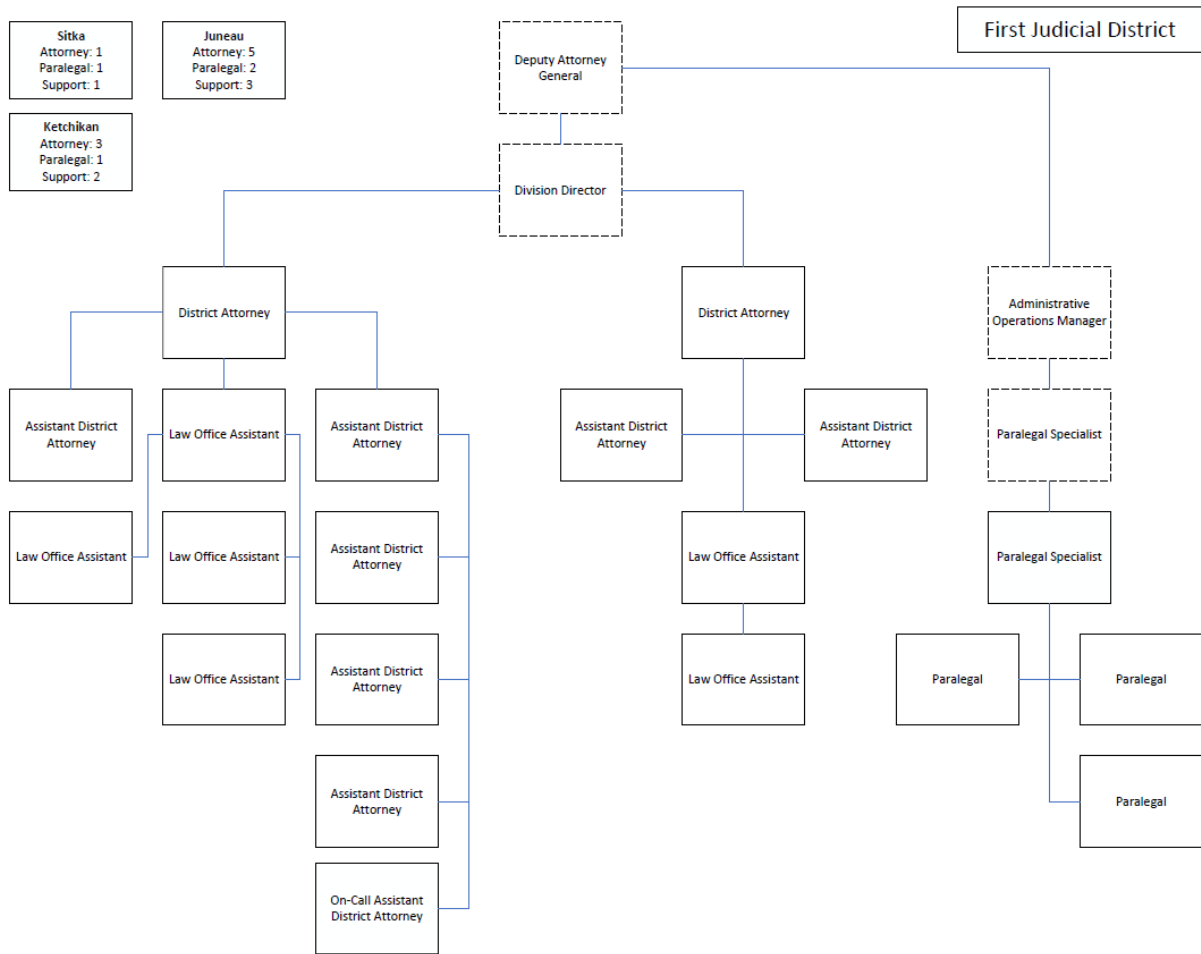 First Judicial District
Sitka
Attorney: 1
Paralegal: 1
Support: 1
Juneau
Attorney: 5
Paralegal: 2
Support: 3
Ketchikan
Attorney: 3
Paralegal: 1
Support: 2
Deputy Attorney
General
Division Director
District Attorney
District Attorney
Administrative
Operations Manager
Assistant District
Attorney
Law Office Assistant
Assistant District
Attorney
Assistant District
Attorney
Assistant District
Attorney
Paralegal Specialist
Law Office Assistant
Law Office Assistant
Assistant District
Attorney
Law Office Assistant
Paralegal Specialist
Law Office Assistant
Assistant District
Attorney
Law Office Assistant
Paralegal
Paralegal
Assistant District
Attorney
Paralegal
On-Call Assistant
District Attorney